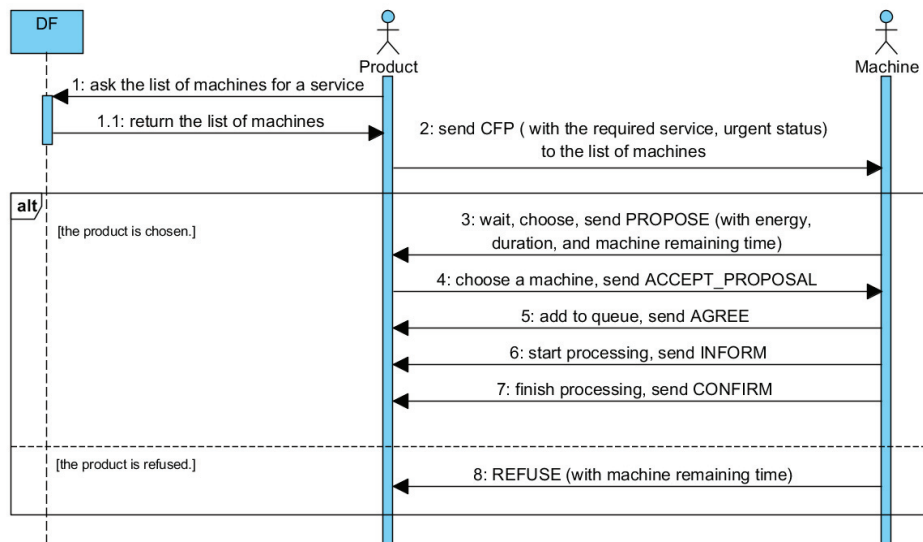 DF
Product
Machine
1: ask the list of machines for a service
1.1: return the list of machines
2: send CFP ( with the required service, urgent status)
to the list of machines
alt
[the product is chosen.]
3: wait, choose, send PROPOSE (with energy,
duration, and machine remaining time)
4: choose a machine, send ACCEPT_PROPOSAL
5: add to queue, send AGREE
6: start processing, send INFORM
7: finish processing, send CONFIRM
[the product is refused.]
8: REFUSE (with machine remaining time)